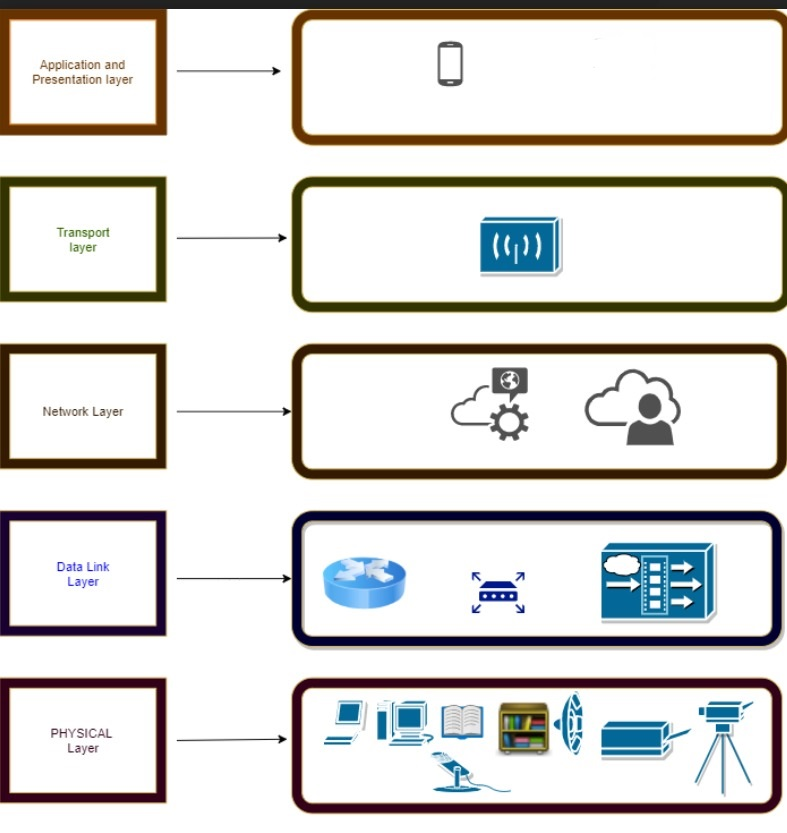 Application and
Presentation layer
Transport
layer
Network Layer
Data Link
Layer
PHYSICAL
Layer